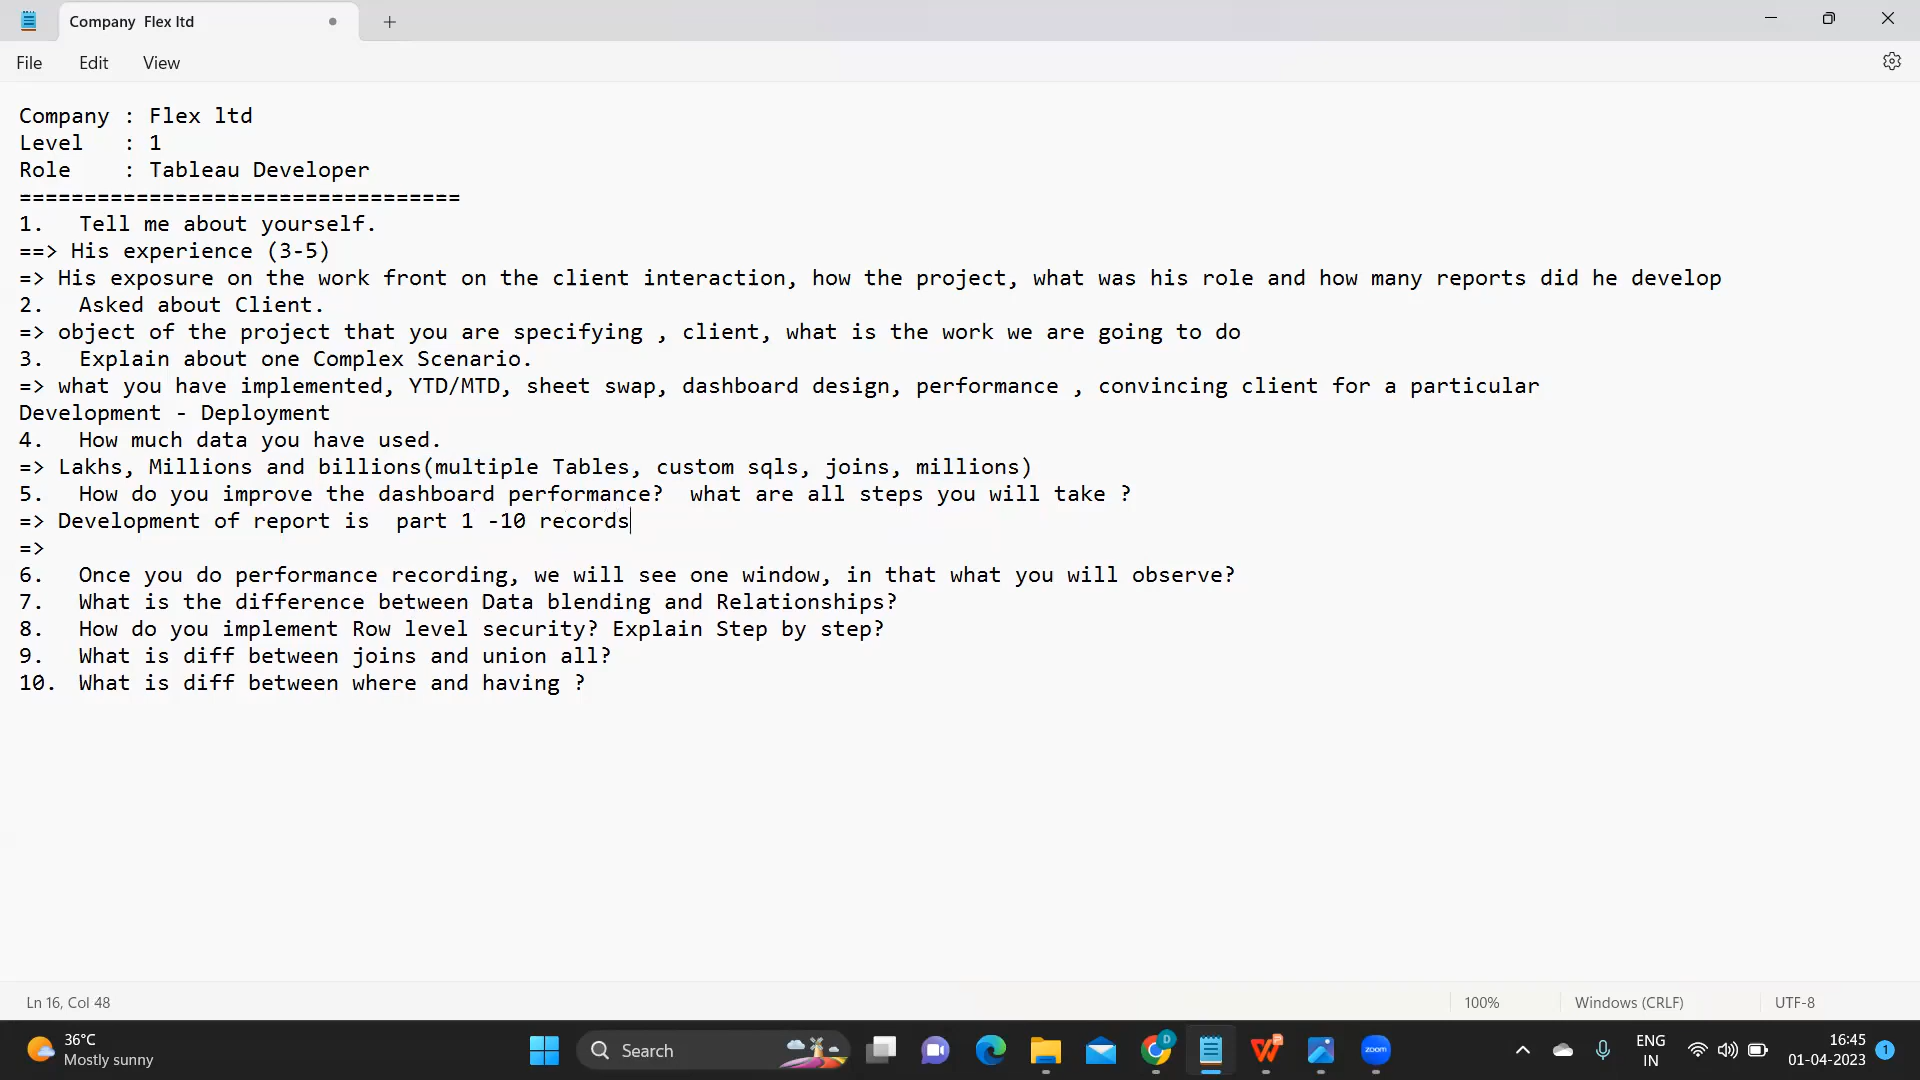 Company  Flex ltd
File Edit View
Company : Flex ltd
Level   : 1
Role    : Tableau Developer
==================================
1.   Tell me about yourself.
==> His experience (3-5)
=> His exposure on the work front on the client interaction, how the project, what was his role and how many reports did he develop
2.   Asked about Client.
=> object of the project that you are specifying , client, what is the work we are going to do
3.   Explain about one Complex Scenario.
=> what you have implemented, YTD/MTD, sheet swap, dashboard design, performance , convincing client for a particular
Development - Deployment
4.   How much data you have used.
=> Lakhs, Millions and billions(multiple Tables, custom sqls, joins, millions)
5.   How do you improve the dashboard performance?  what are all steps you will take ?
=> Development of report is  part 1 -10 records
=>
6.   Once you do performance recording, we will see one window, in that what you will observe?
7.   What is the difference between Data blending and Relationships?
8.   How do you implement Row level security? Explain Step by step?
9.   What is diff between joins and union all?
10.  What is diff between where and having ?
Ln 16, Col 48 100% Windows (CRLF) UTF-8
36°C
Mostly sunny
Search
D
zoom
ENG
IN
16:45
01-04-2023
1